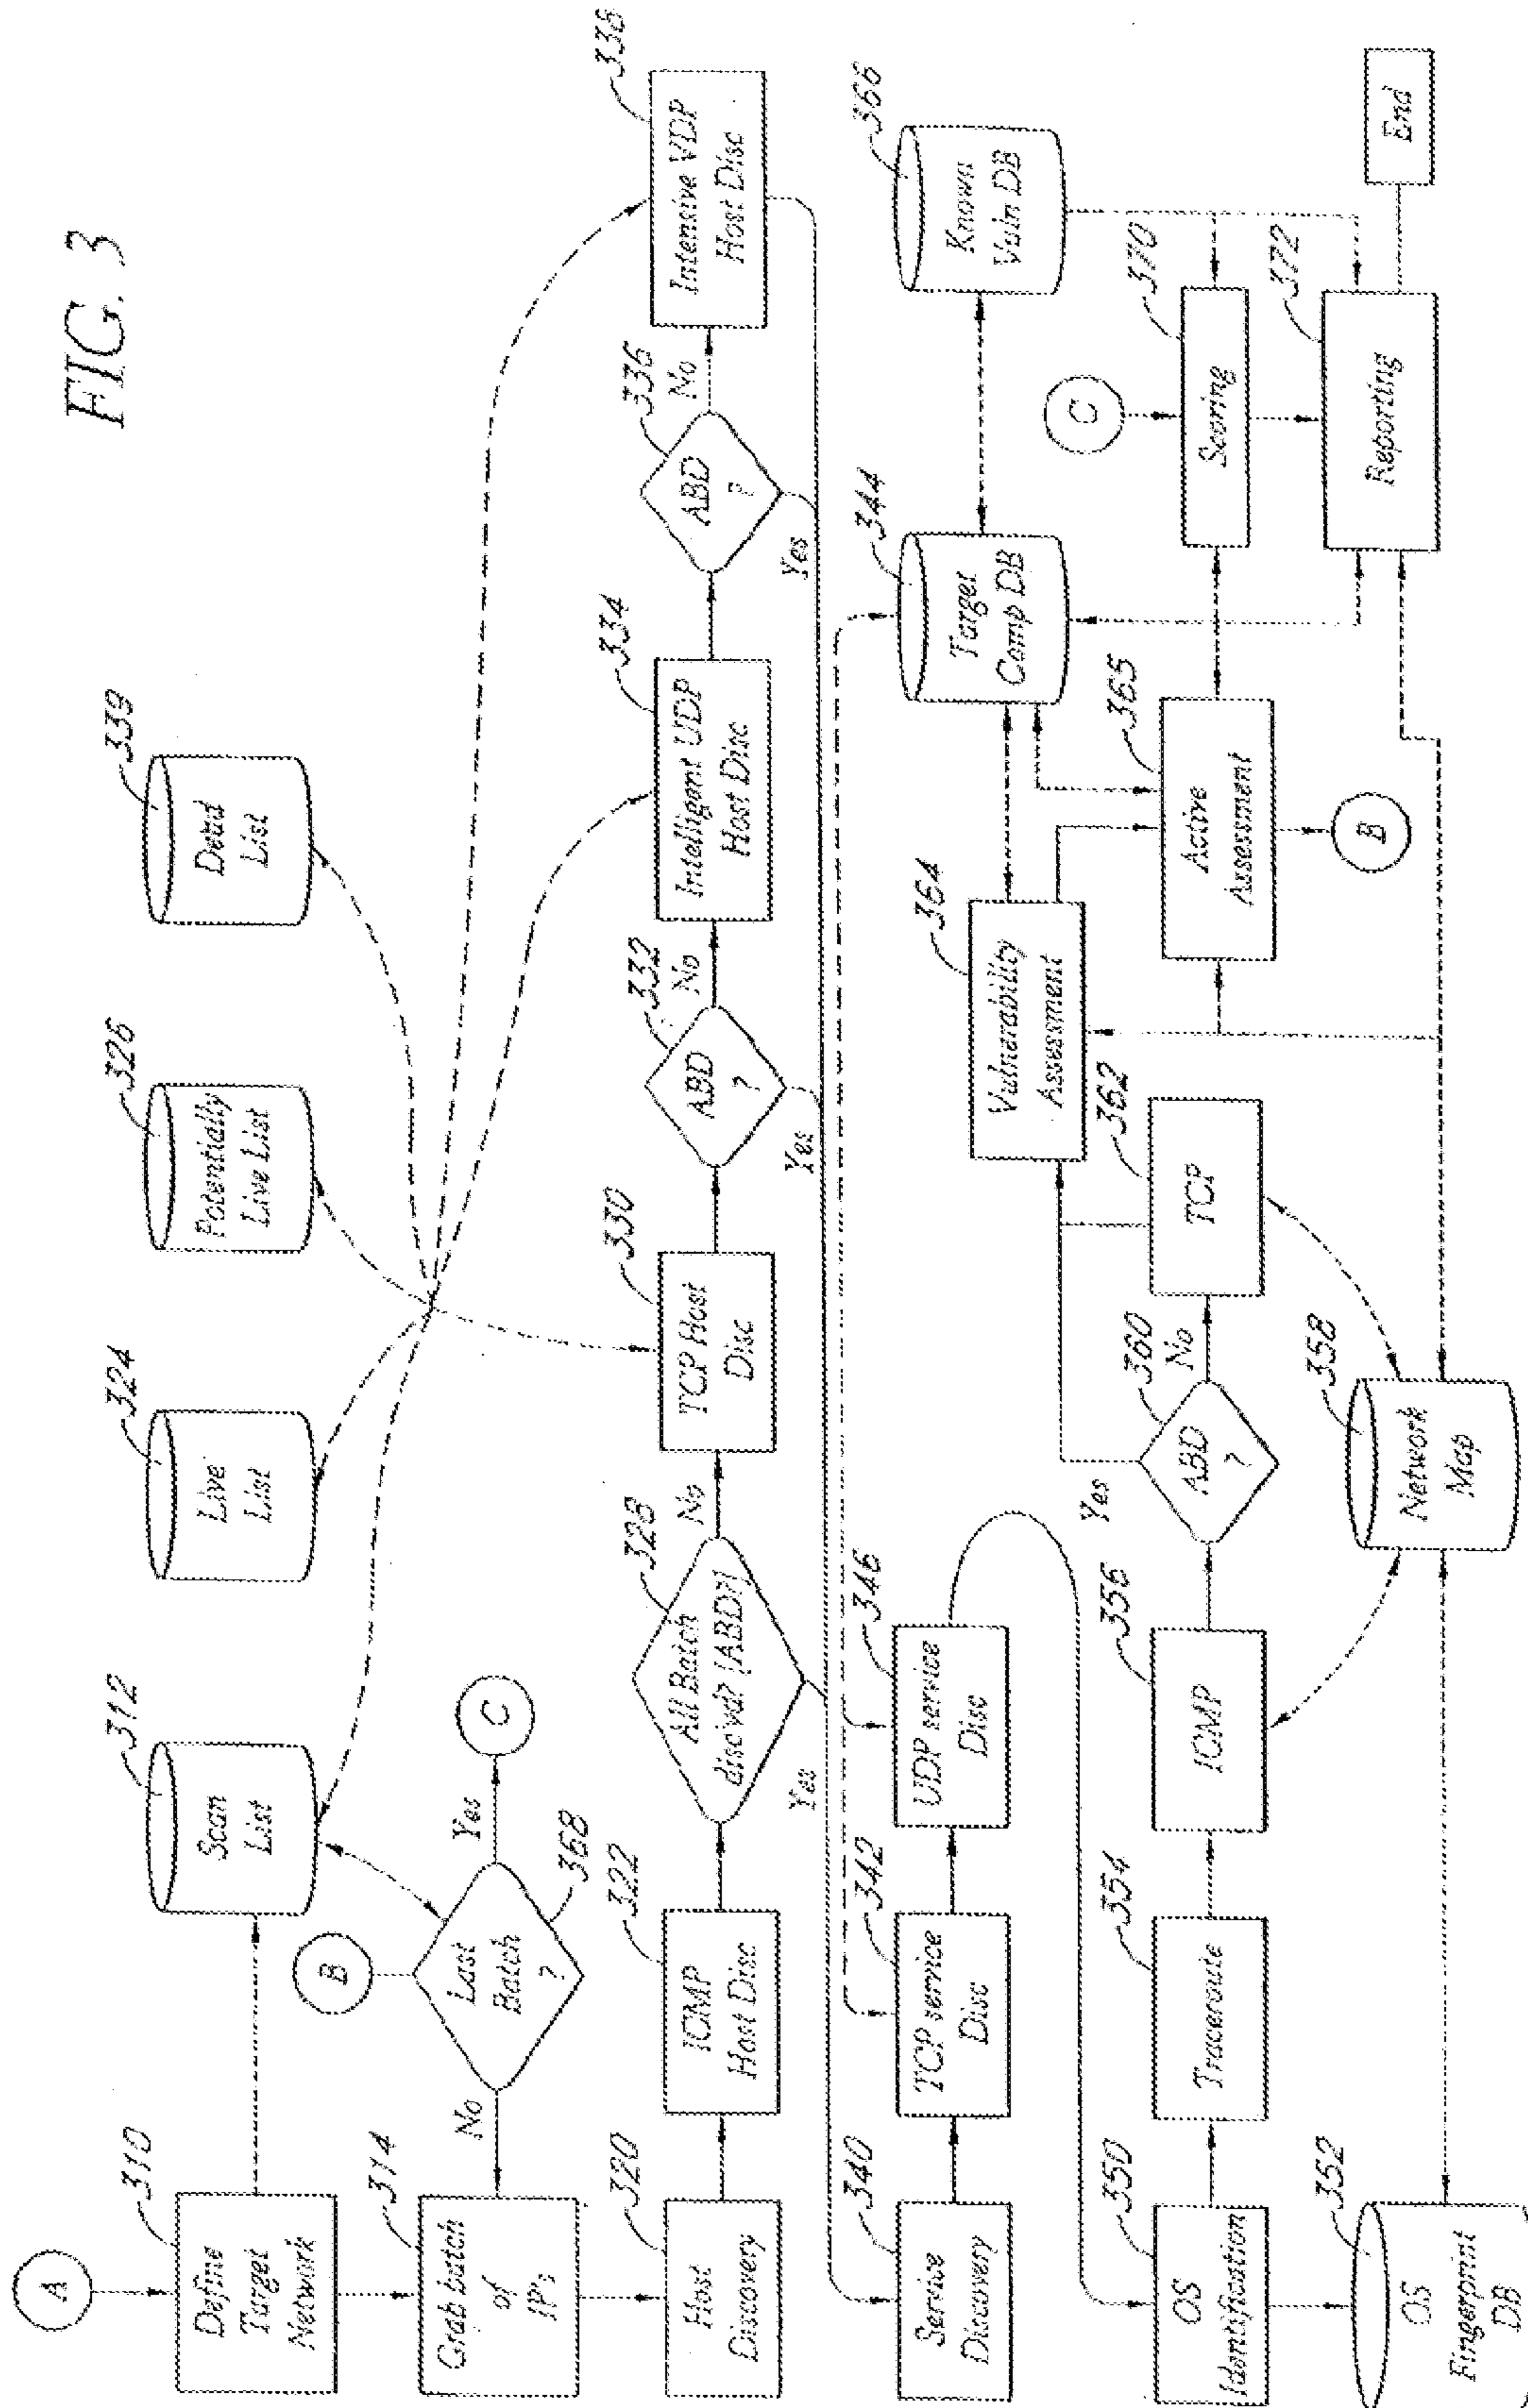 FIG. 3
A
310
Define
Target
Network
312
Scan
List
324
Live
List
326
Potentially
Live List
339
Dead
List
B
314
Grab batch
of
IPs
No
Last
Batch
?
368
Yes
C
320
Host
Discovery
322
ICMP
Host Disc
328
All Batch
disc'vd? [ABD?]
No
Yes
330
TCP Host
Disc
332
ABD
?
No
Yes
334
Intelligent UDP
Host Disc
336
ABD
?
No
Yes
338
Intensive VDP
Host Disc
340
Service
Discovery
342
TCP service
Disc
346
UDP service
Disc
344
Target
Comp DB
366
Known
Vuln DB
350
OS
Identification
354
Traceroute
356
ICMP
360
ABD
?
Yes
No
362
TCP
364
Vulnerability
Assessment
365
Active
Assessment
B
C
370
Scoring
372
Reporting
End
352
OS
Fingerprint
DB
358
Network
Map